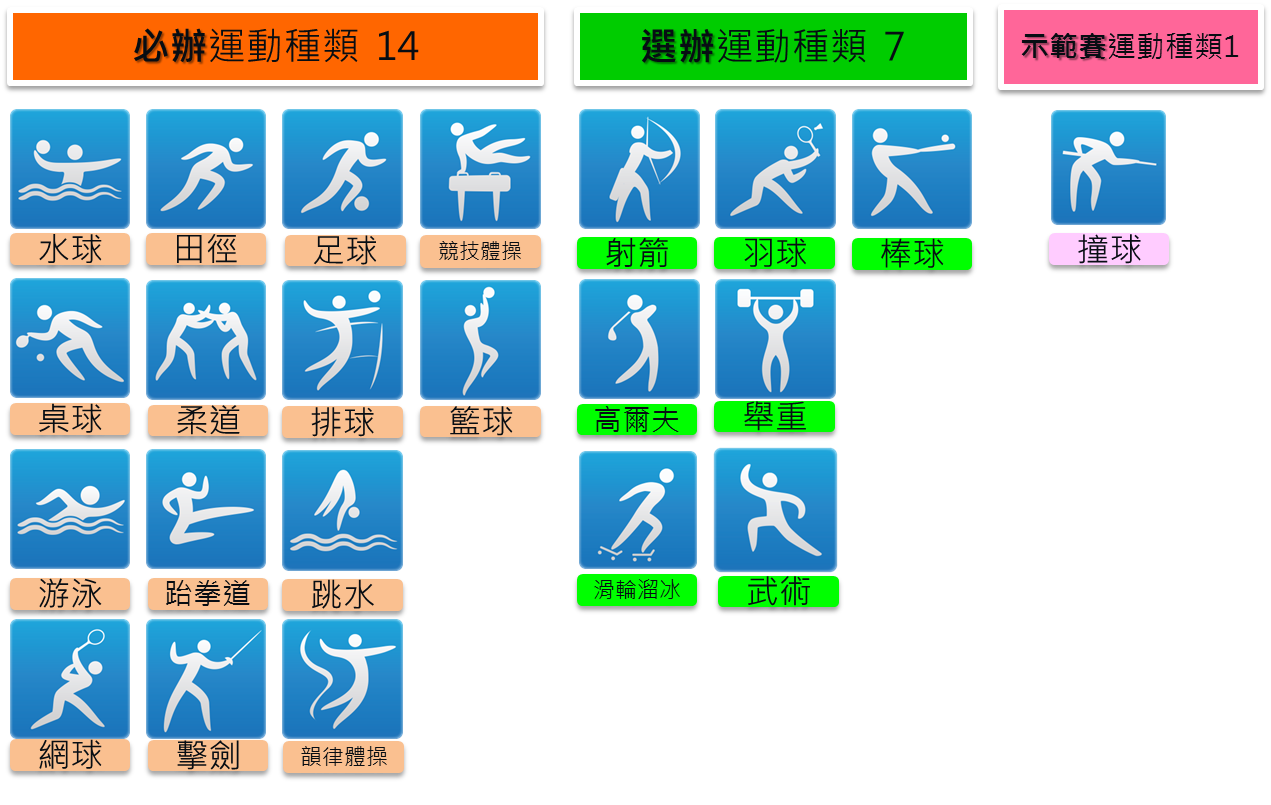 必辦運動種類 14
水球
田徑
足球
競技體操
桌球
柔道
排球
籃球
游泳
跆拳道
跳水
網球
擊劍
韻律體操
選辦運動種類 7
射箭
羽球
棒球
高爾夫
舉重
滑輪溜冰
武術
示範賽運動種類1
撞球